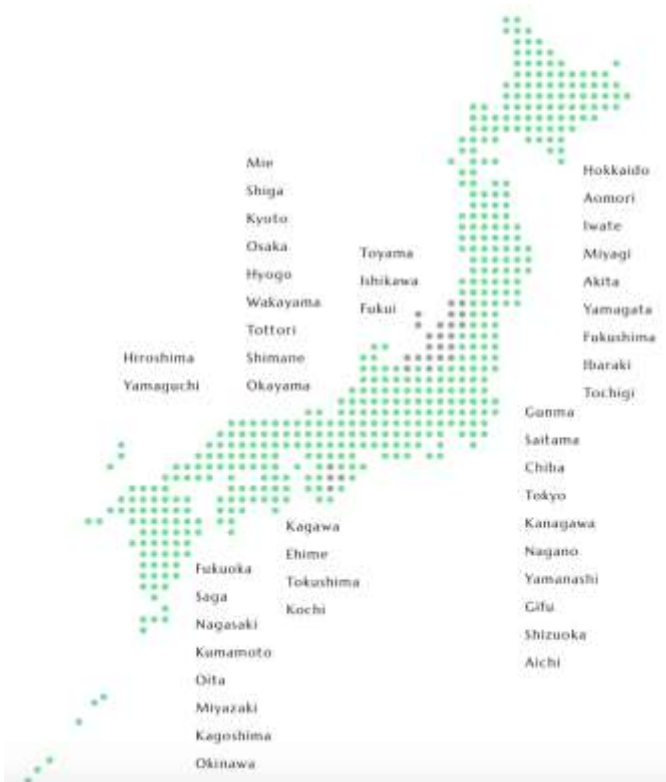 Mie
Shiga
Kyoto
Osaka
Hyogo
Wakayama
Tottori
Shimane
Okayama
Hiroshima
Yamaguchi
Toyama
Ishikawa
Fukui
Hokkaido
Aomori
Iwate
Miyagi
Akita
Yamagata
Fukushima
Ibaraki
Tochigi
Gunma
Saitama
Chiba
Tokyo
Kanagawa
Nagano
Yamanashi
Gifu
Shizuoka
Aichi
Kagawa
Ehime
Tokushima
Kochi
Fukuoka
Saga
Nagasaki
Kumamoto
Oita
Miyazaki
Kagoshima
Okinawa